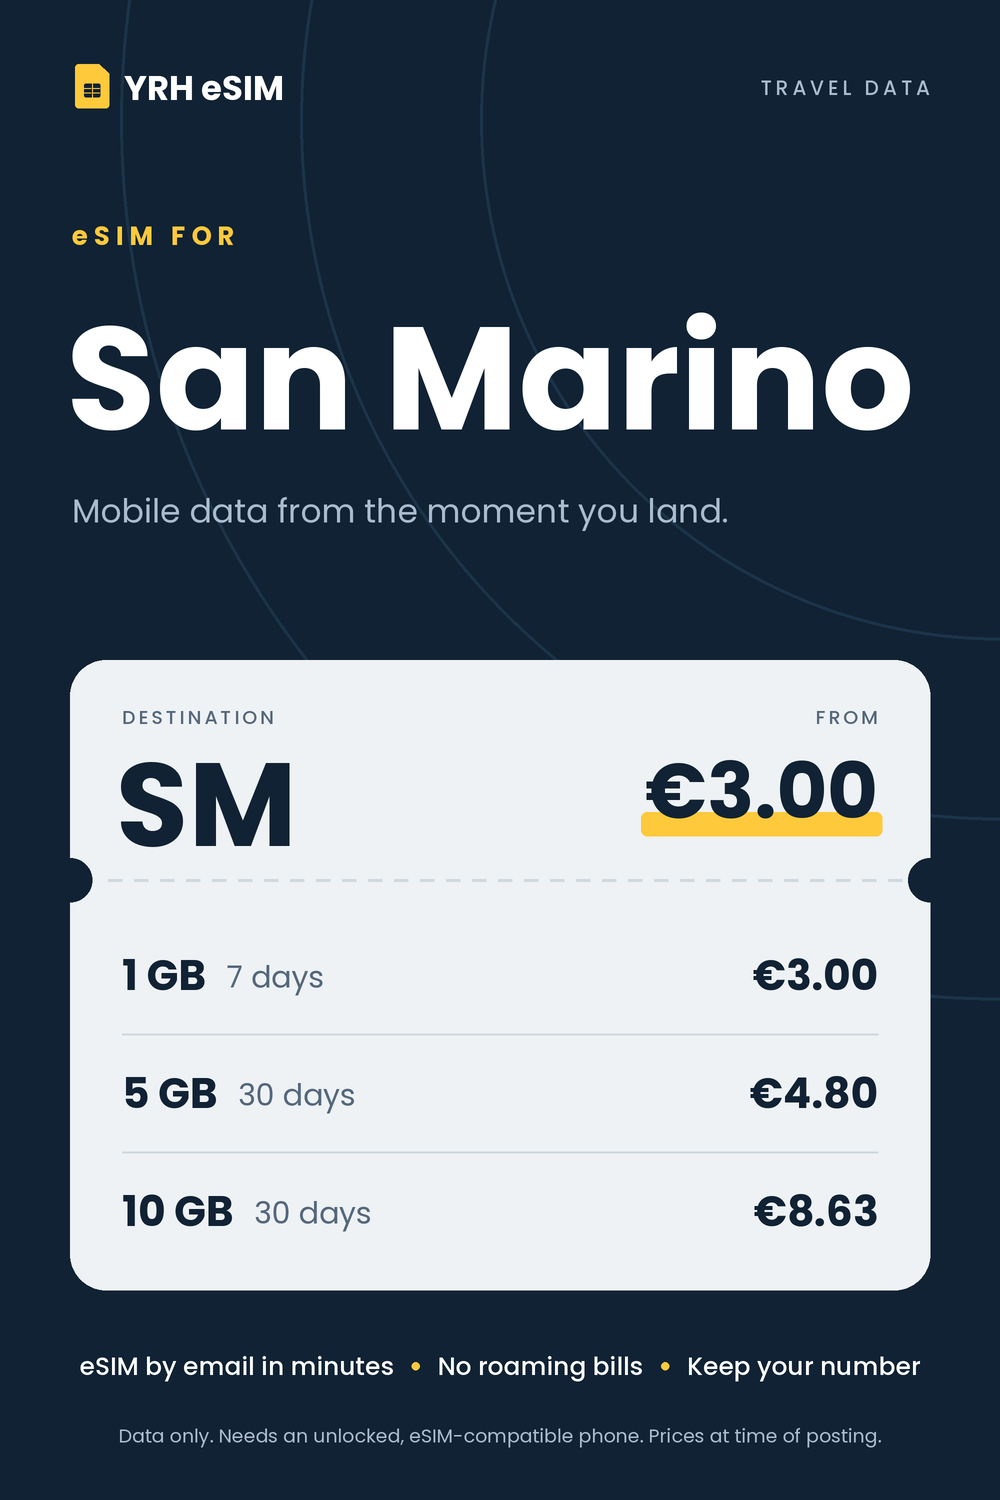 YRH eSIM
TRAVEL DATA
eSIM FOR
San Marino
Mobile data from the moment you land.
DESTINATION
FROM
SM
€3.00
1 GB 7 days €3.00
5 GB 30 days €4.80
10 GB 30 days €8.63
eSIM by email in minutes • No roaming bills • Keep your number
Data only. Needs an unlocked, eSIM-compatible phone. Prices at time of posting.